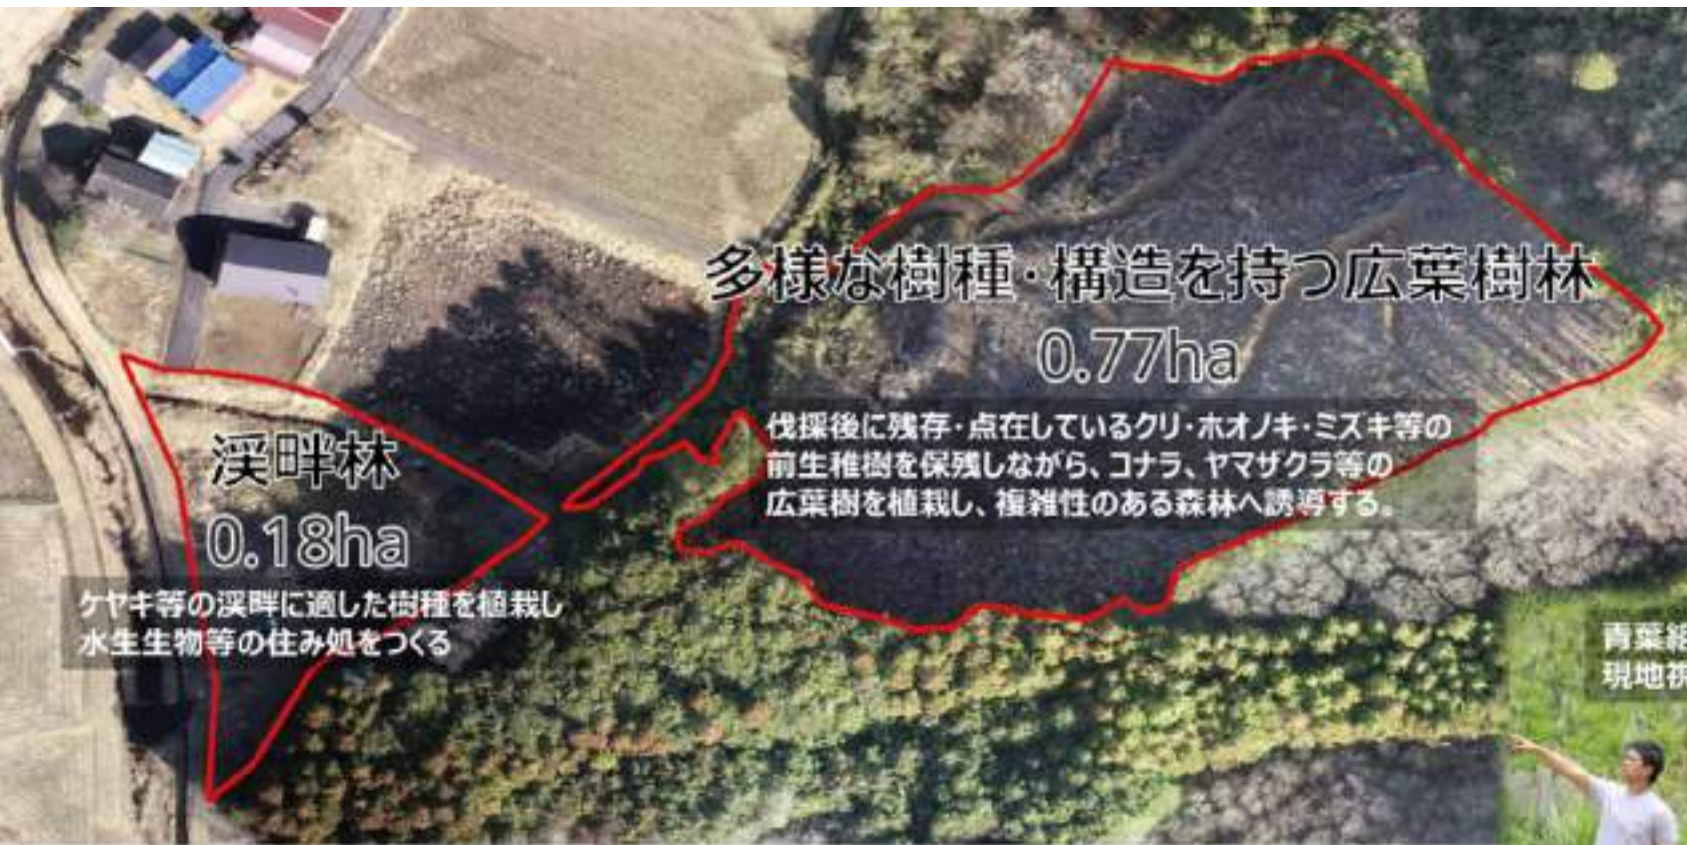 多様な樹種・構造を持つ広葉樹林
0.77ha
伐採後に残存・点在しているクリ・ホオノキ・ミズキ等の
前生稚樹を保残しながら、コナラ、ヤマザクラ等の
広葉樹を植栽し、複雑性のある森林へ誘導する。
渓畔林
0.18ha
ケヤキ等の渓畔に適した樹種を植栽し
水生生物等の住み処をつくる
青葉組
現地視